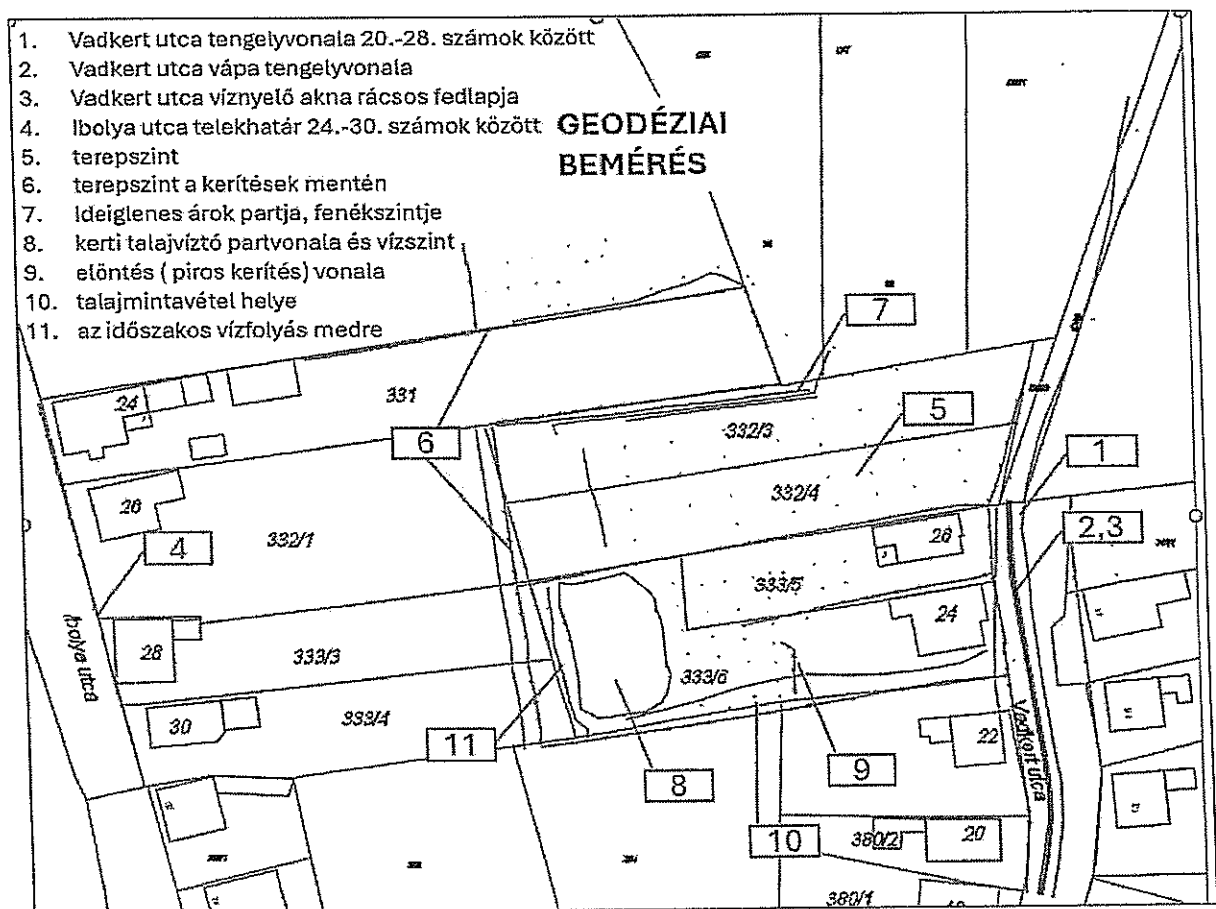 1. Vadkert utca tengelyvonala 20.-28. számok között
2. Vadkert utca vápa tengelyvonala
3. Vadkert utca víznyelő akna rácsos fedlapja
4. Ibolya utca telekhatár 24.-30. számok között
5. terepszint
6. terepszint a kerítések mentén
7. Ideiglenes árok partja, fenékszintje
8. kerti talajvíztó partvonala és vízszint
9. elöntés ( piros kerítés) vonala
10. talajmintavétel helye
11. az időszakos vízfolyás medre
GEODÉZIAI
BEMÉRÉS
7
24
331
6
332/3
5
1
26
332/4
4
332/1
28
2,3
333/5
24
Ibolya utca
28
333/3
333/6
30
333/4
11
8
9
22
Vadkert utca
10
380/2
20
380/1